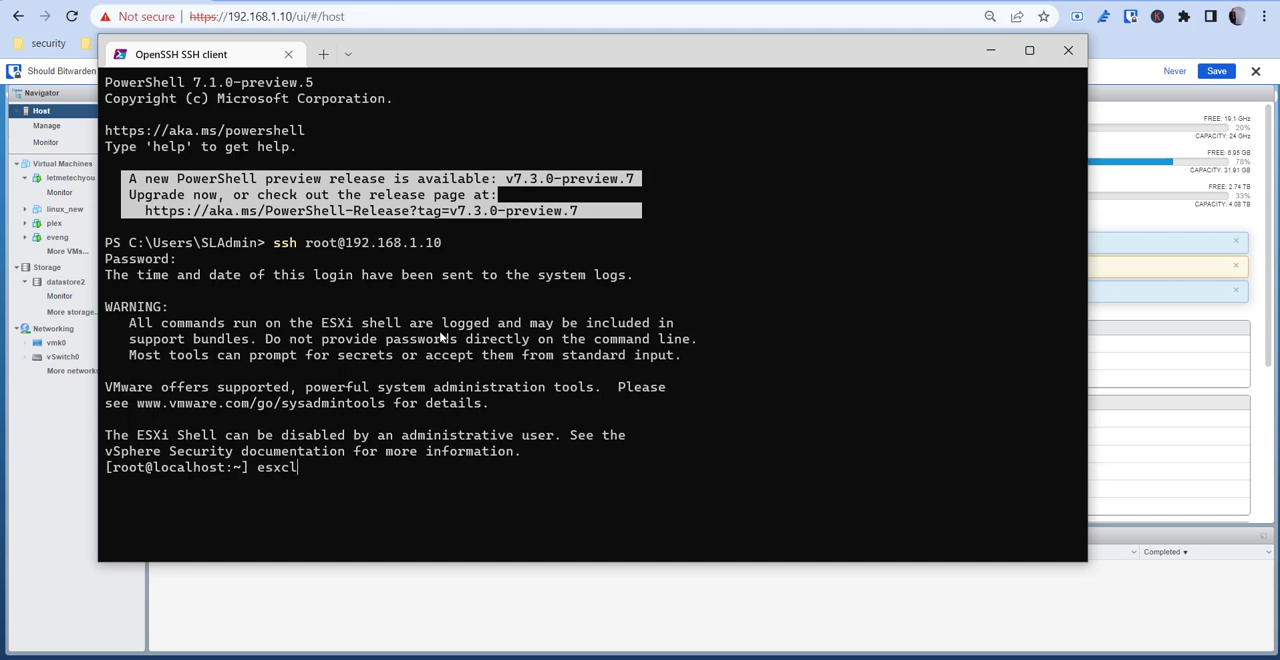 Not secure | https://192.168.1.10/ui/#/host
security
OpenSSH SSH client
Should Bitwarden
Never
Save
Navigator
Host
Manage
Monitor
Virtual Machines
letmetechyou
Monitor
linux_new
plex
eveng
More VMs...
Storage
datastore2
Monitor
More storage.
Networking
vmk0
vSwitch0
More network
PowerShell 7.1.0-preview.5
Copyright (c) Microsoft Corporation.
https://aka.ms/powershell
Type 'help' to get help.
A new PowerShell preview release is available: v7.3.0-preview.7
Upgrade now, or check out the release page at:
https://aka.ms/PowerShell-Release?tag=v7.3.0-preview.7
PS C:\Users\SLAdmin> ssh root@192.168.1.10
Password:
The time and date of this login have been sent to the system logs.
WARNING:
All commands run on the ESXi shell are logged and may be included in
support bundles. Do not provide passwords directly on the command line.
Most tools can prompt for secrets or accept them from standard input.
VMware offers supported, powerful system administration tools.  Please
see www.vmware.com/go/sysadmintools for details.
The ESXi Shell can be disabled by an administrative user. See the
vSphere Security documentation for more information.
[root@localhost:~] esxcl
FREE: 19.1 GHz
20%
CAPACITY: 24 GHz
FREE: 6.95 GB
78%
CAPACITY: 31.91 GB
FREE: 2.74 TB
33%
CAPACITY: 4.08 TB
Completed